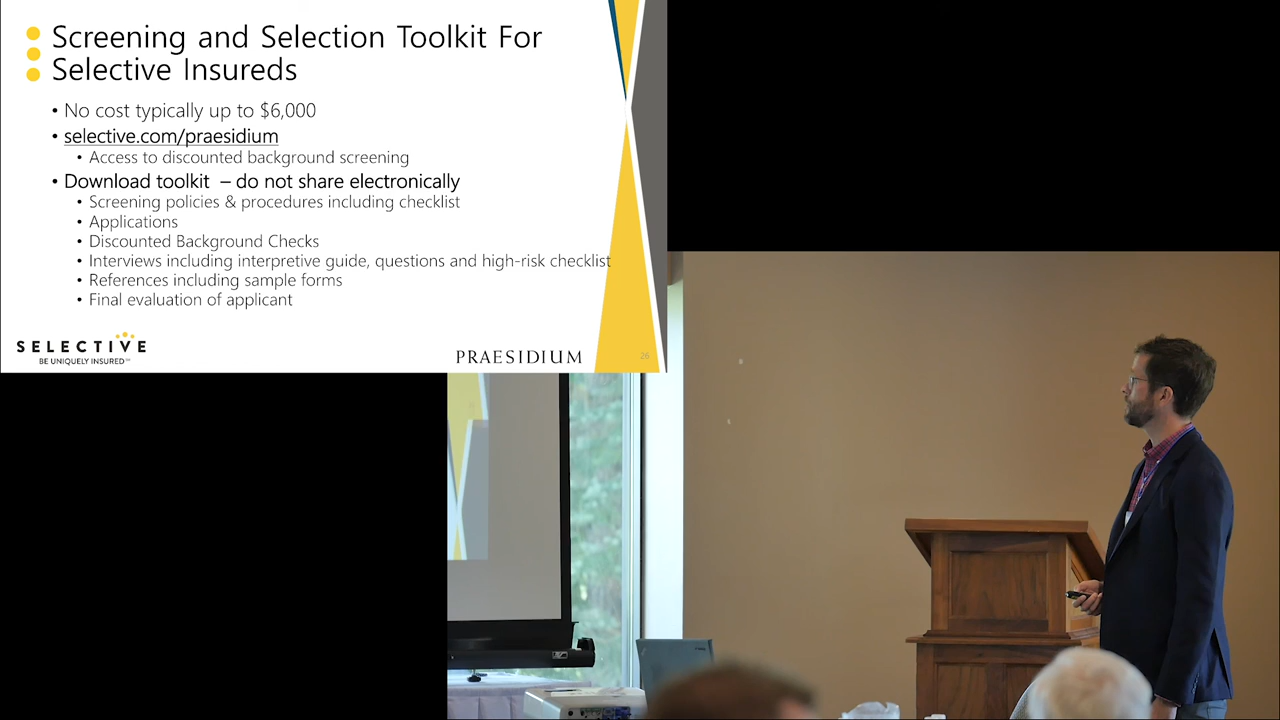 Screening and Selection Toolkit For
Selective Insureds
• No cost typically up to $6,000
• selective.com/praesidium
• Access to discounted background screening
• Download toolkit – do not share electronically
• Screening policies & procedures including checklist
• Applications
• Discounted Background Checks
• Interviews including interpretive guide, questions and high-risk checklist
• References including sample forms
• Final evaluation of applicant
SELECTIVE
BE UNIQUELY INSURED℠
PRAESIDIUM
26